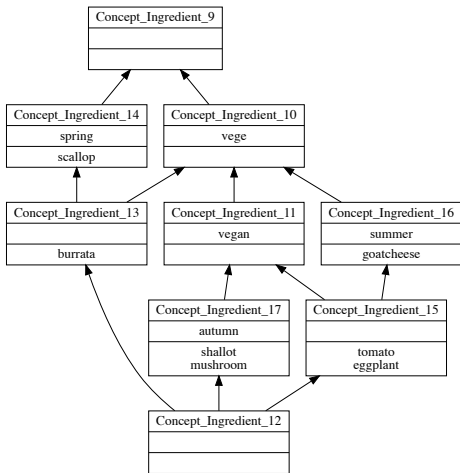 Concept_Ingredient_9
Concept_Ingredient_14
spring
scallop
Concept_Ingredient_10
vege
Concept_Ingredient_13
burrata
Concept_Ingredient_11
vegan
Concept_Ingredient_16
summer
goatcheese
Concept_Ingredient_17
autumn
shallot
mushroom
Concept_Ingredient_15
tomato
eggplant
Concept_Ingredient_12